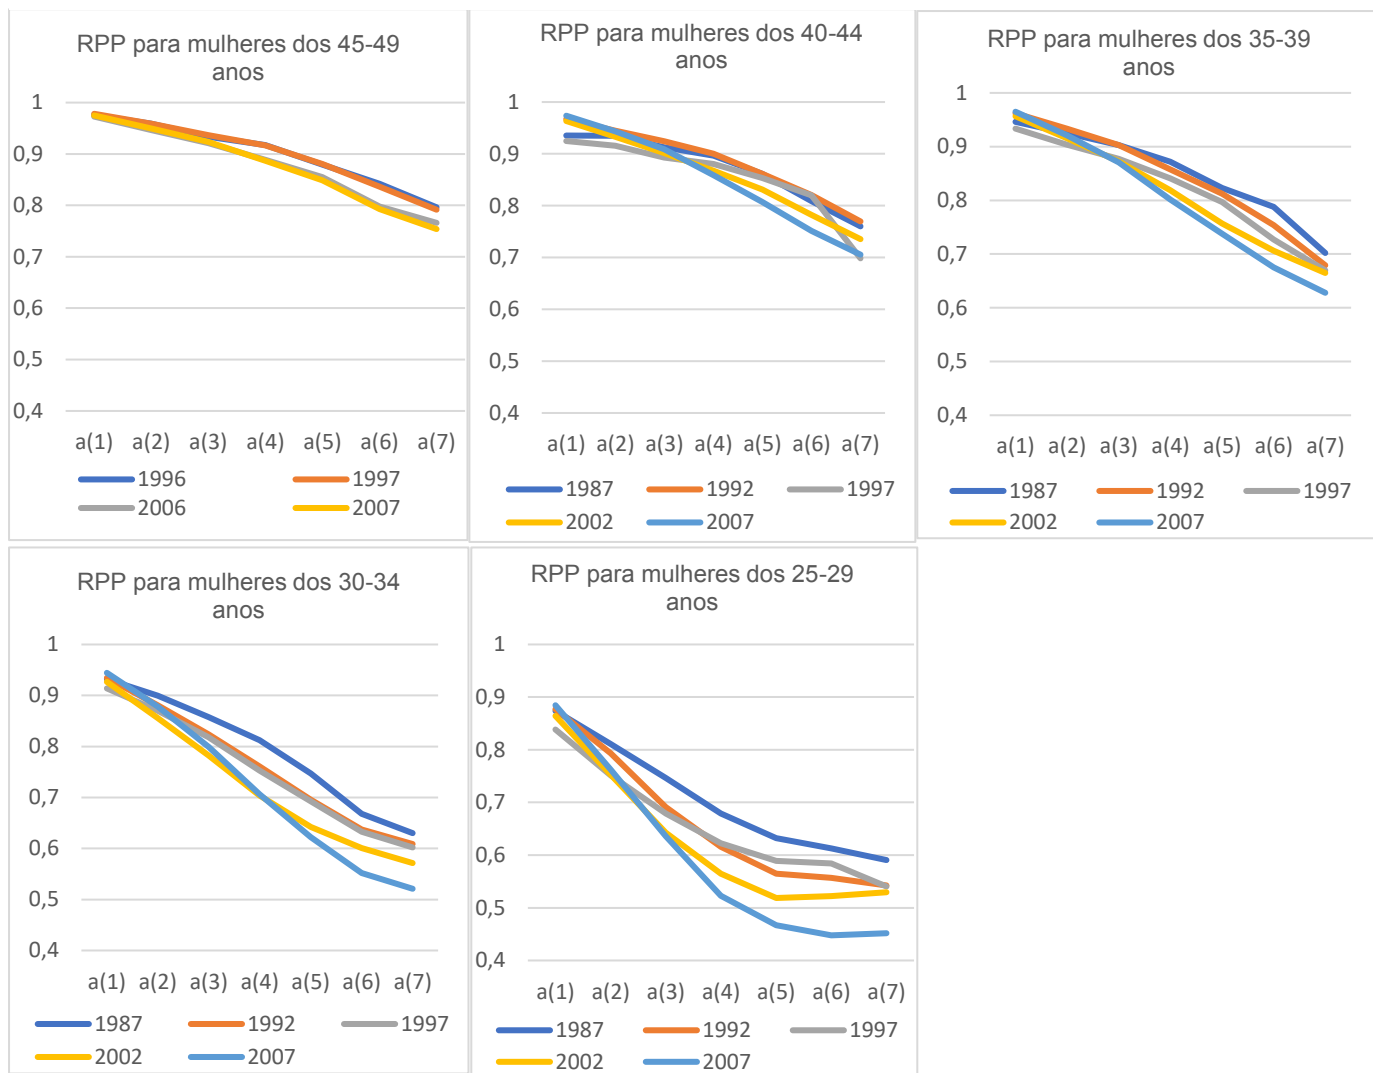 RPP para mulheres dos 45-49
anos
1
0,9
0,8
0,7
0,6
0,5
0,4
a(1) a(2) a(3) a(4) a(5) a(6) a(7)
1996 1997
2006 2007
RPP para mulheres dos 40-44
anos
1
0,9
0,8
0,7
0,6
0,5
0,4
a(1) a(2) a(3) a(4) a(5) a(6) a(7)
1987 1992 1997
2002 2007
RPP para mulheres dos 35-39
anos
1
0,9
0,8
0,7
0,6
0,5
0,4
a(1) a(2) a(3) a(4) a(5) a(6) a(7)
1987 1992 1997
2002 2007
RPP para mulheres dos 30-34
anos
1
0,9
0,8
0,7
0,6
0,5
0,4
a(1) a(2) a(3) a(4) a(5) a(6) a(7)
1987 1992 1997
2002 2007
RPP para mulheres dos 25-29
anos
1
0,9
0,8
0,7
0,6
0,5
0,4
a(1) a(2) a(3) a(4) a(5) a(6) a(7)
1987 1992 1997
2002 2007